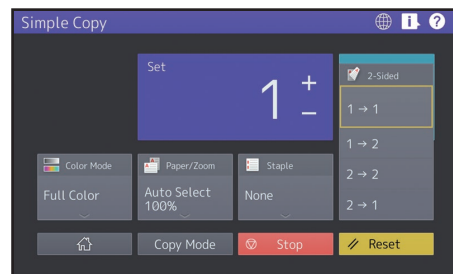 Simple Copy
Set
1
2-Sided
1 → 1
1 → 2
2 → 2
2 → 1
Color Mode
Full Color
Paper/Zoom
Auto Select
100%
Staple
None
Copy Mode
Stop
Reset